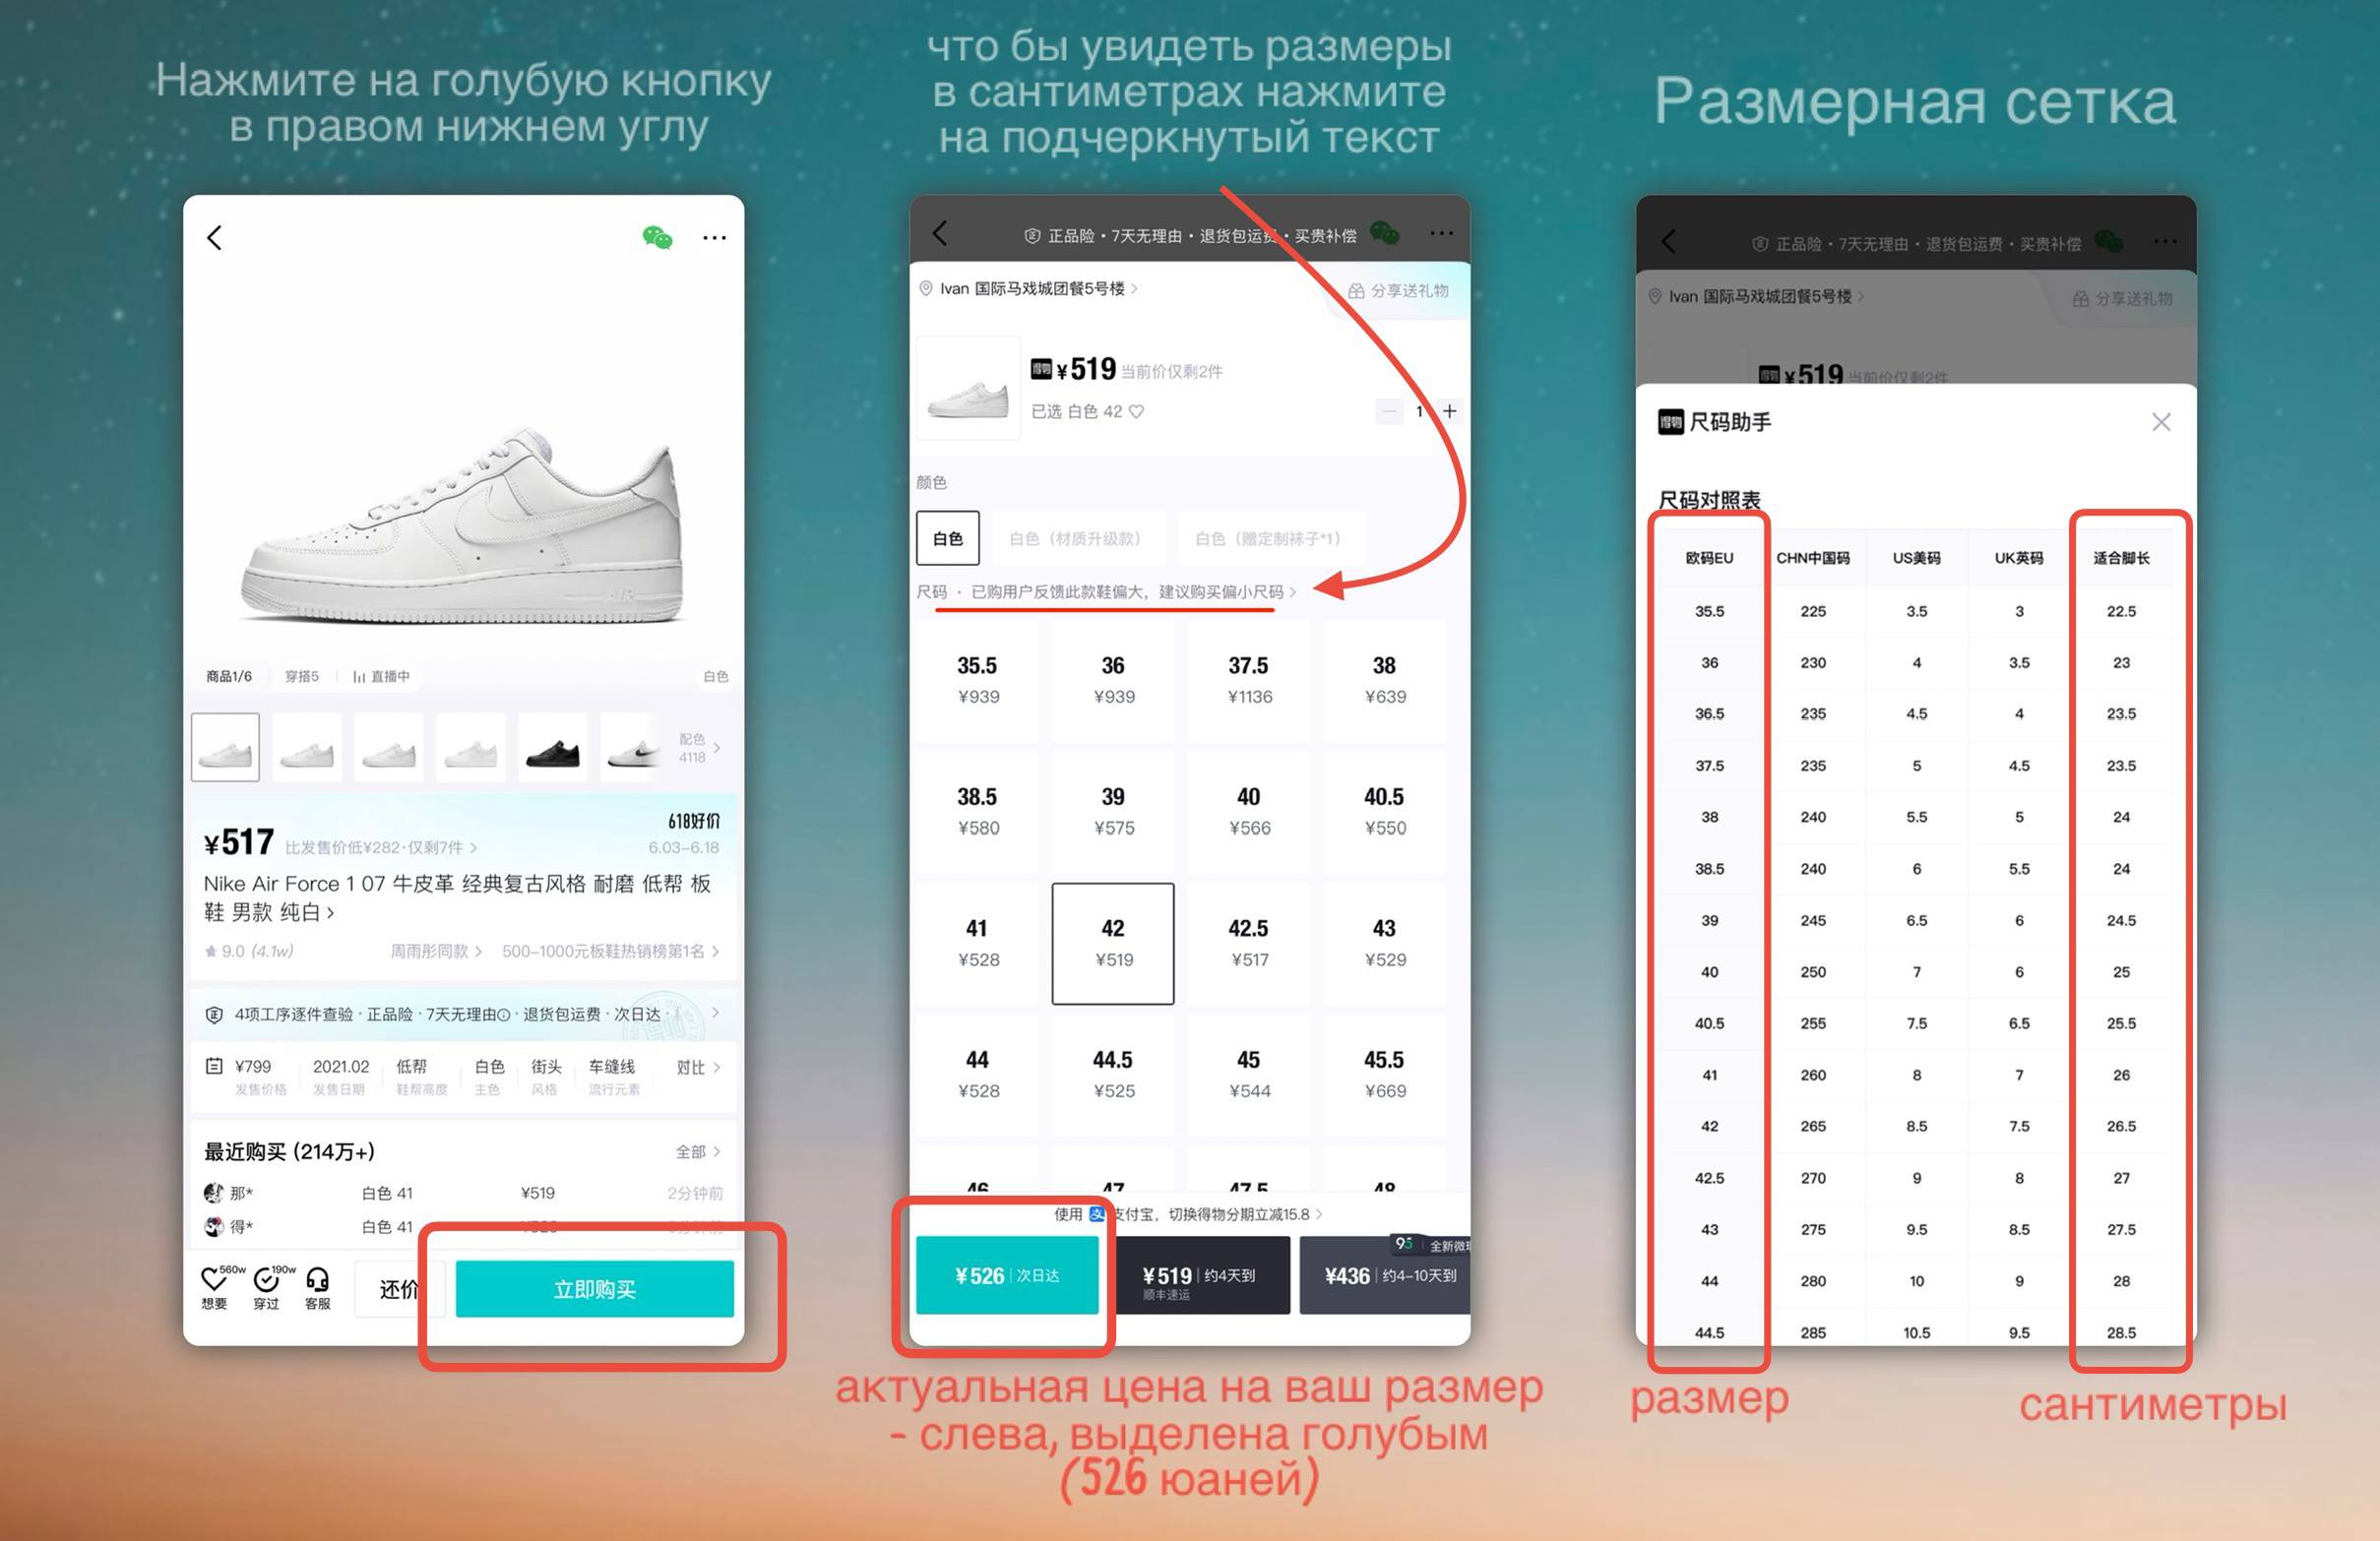 Нажмите на голубую кнопку
в правом нижнем углу
商品1/6 穿搭5 直播中 白色
配色
4118
¥517 比发售价低¥282·仅剩7件 >
618好价
6.03–6.18
Nike Air Force 1 07 牛皮革 经典复古风格 耐磨 低帮 板
鞋 男款 纯白 >
9.0 (4.1w) 周雨彤同款 > 500–1000元板鞋热销榜第1名 >
4项工序逐件查验 · 正品险 · 7天无理由 · 退货包运费 · 次日达 ·
¥799 2021.02 低帮 白色 街头 车缝线 对比 >
发售价格 发售日期 鞋帮高度 主色 风格 流行元素
最近购买 (214万+) 全部 >
那* 白色 41 ¥519 2分钟前
得* 白色 41
560w 190w
想要 穿过 客服
还价
立即购买
что бы увидеть размеры
в сантиметрах нажмите
на подчеркнутый текст
正品险 • 7天无理由 • 退货包运费 • 买贵补偿
Ivan 国际马戏城团餐5号楼 >
分享送礼物
得物 ¥519 当前价仅剩2件
已选 白色 42
— 1 +
颜色
白色 白色（材质升级款） 白色（赠定制袜子*1）
尺码 · 已购用户反馈此款鞋偏大，建议购买偏小尺码 >
35.5 36 37.5 38
¥939 ¥939 ¥1136 ¥639
38.5 39 40 40.5
¥580 ¥575 ¥566 ¥550
41 42 42.5 43
¥528 ¥519 ¥517 ¥529
44 44.5 45 45.5
¥528 ¥525 ¥544 ¥669
46 47 47.5 48
使用 支付宝，切换得物分期立减15.8 >
95 全新微瑕
¥526 次日达
¥519 约4天到
顺丰速运
¥436 约4–10天到
актуальная цена на ваш размер
- слева, выделена голубым
(526 юаней)
Размерная сетка
正品险 • 7天无理由 • 退货包运费 • 买贵补偿
Ivan 国际马戏城团餐5号楼 >
分享送礼物
得物 ¥519 当前价仅剩2件
得物 尺码助手
尺码对照表
欧码EU CHN中国码 US美码 UK英码 适合脚长
35.5 225 3.5 3 22.5
36 230 4 3.5 23
36.5 235 4.5 4 23.5
37.5 235 5 4.5 23.5
38 240 5.5 5 24
38.5 240 6 5.5 24
39 245 6.5 6 24.5
40 250 7 6 25
40.5 255 7.5 6.5 25.5
41 260 8 7 26
42 265 8.5 7.5 26.5
42.5 270 9 8 27
43 275 9.5 8.5 27.5
44 280 10 9 28
44.5 285 10.5 9.5 28.5
размер
сантиметры